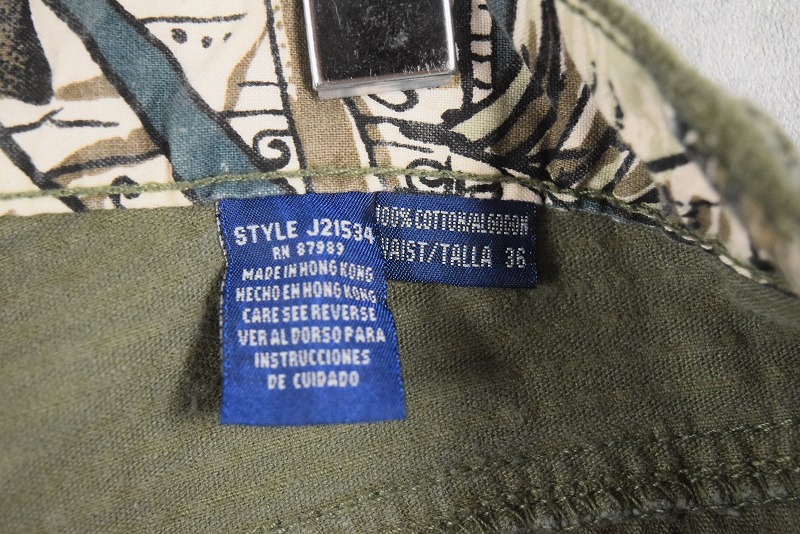 STYLE J21534
RN 87989
MADE IN HONG KONG
HECHO EN HONG KONG
CARE SEE REVERSE
VER AL DORSO PARA
INSTRUCCIONES
DE CUIDADO
100% COTTON/ALGODON
WAIST/TALLA 36